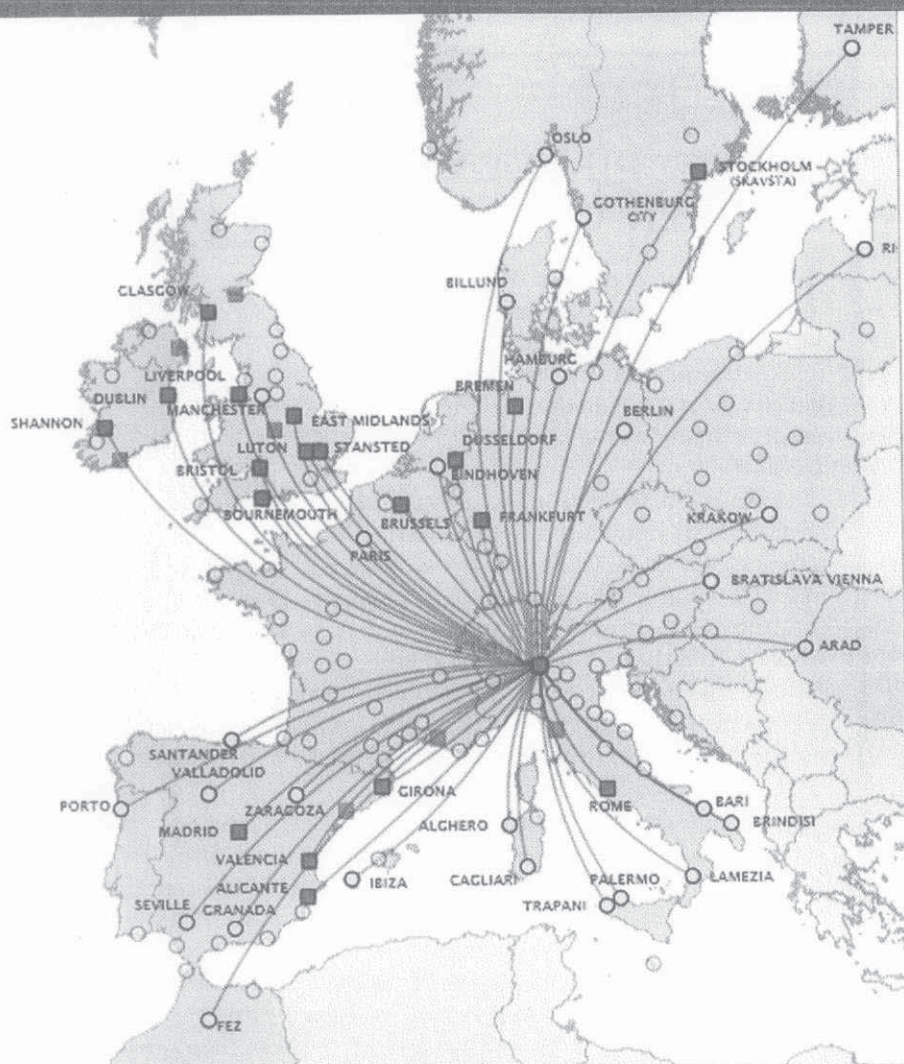 TAMPER
OSLO
STOCKHOLM
(SKAVSTA)
GOTHENBURG
CITY
RI
BILLUND
GLASGOW
HAMBURG
LIVERPOOL
BREMEN
DUBLIN
MANCHESTER
BERLIN
SHANNON
EAST MIDLANDS
DUSSELDORF
LUTON
STANSTED
BRISTOL
EINDHOVEN
BOURNEMOUTH
BRUSSELS
FRANKFURT
KRAKOW
PARIS
BRATISLAVA VIENNA
ARAD
SANTANDER
VALLADOLID
GIRONA
PORTO
ZARAGOZA
ROME
BARI
MADRID
ALGHERO
BRINDISI
VALENCIA
ALICANTE
IBIZA
CAGLIARI
PALERMO
LAMEZIA
SEVILLE
GRANADA
TRAPANI
FEZ